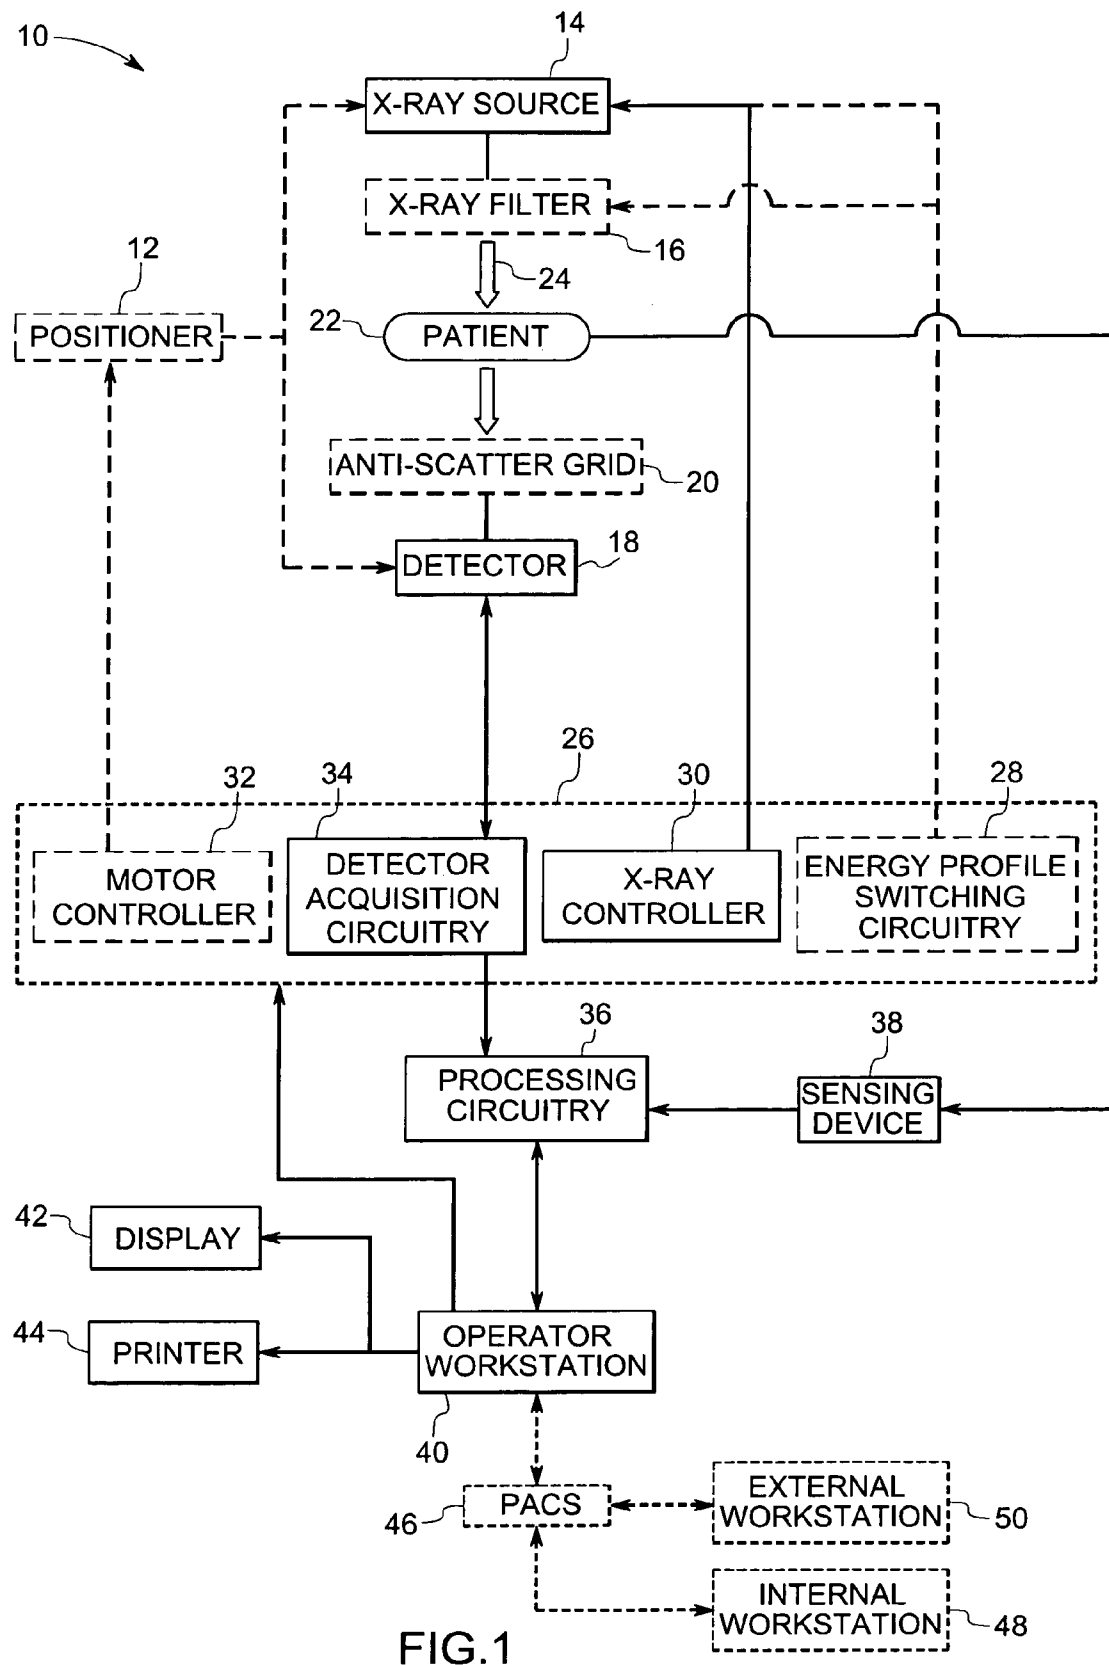 10
14
X-RAY SOURCE
X-RAY FILTER
16
24
12
POSITIONER
22
PATIENT
ANTI-SCATTER GRID
20
18
DETECTOR
26
32
34
30
28
MOTOR
CONTROLLER
DETECTOR
ACQUISITION
CIRCUITRY
X-RAY
CONTROLLER
ENERGY PROFILE
SWITCHING
CIRCUITRY
36
PROCESSING
CIRCUITRY
38
SENSING
DEVICE
42
DISPLAY
44
PRINTER
OPERATOR
WORKSTATION
40
46
PACS
EXTERNAL
WORKSTATION
50
INTERNAL
WORKSTATION
48
FIG.1